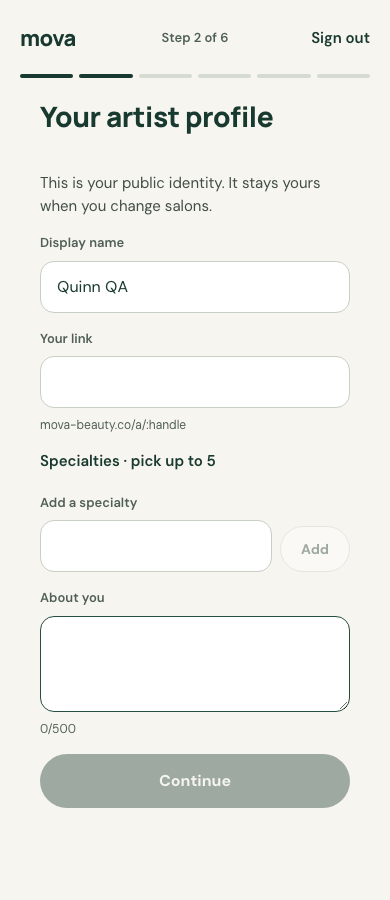 mova
Step 2 of 6
Sign out
Your artist profile
This is your public identity. It stays yours
when you change salons.
Display name
Quinn QA
Your link
mova-beauty.co/a/:handle
Specialties · pick up to 5
Add a specialty
Add
About you
0/500
Continue